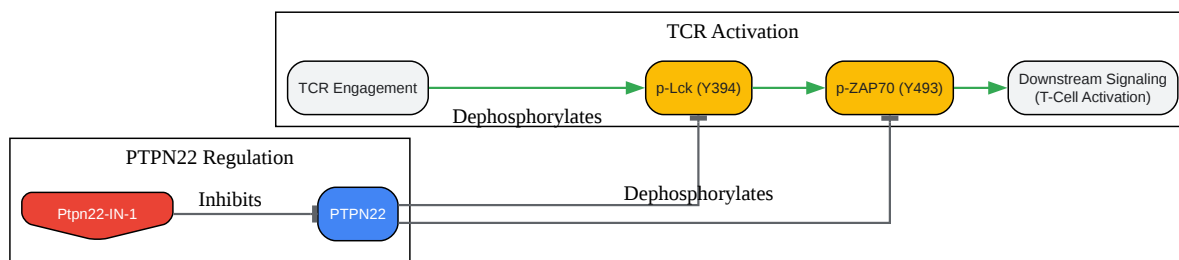 TCR Activation
TCR Engagement
p-Lck (Y394)
p-ZAP70 (Y493)
Downstream Signaling
(T-Cell Activation)
Dephosphorylates
PTPN22 Regulation
Ptpn22-IN-1
Inhibits
PTPN22
Dephosphorylates